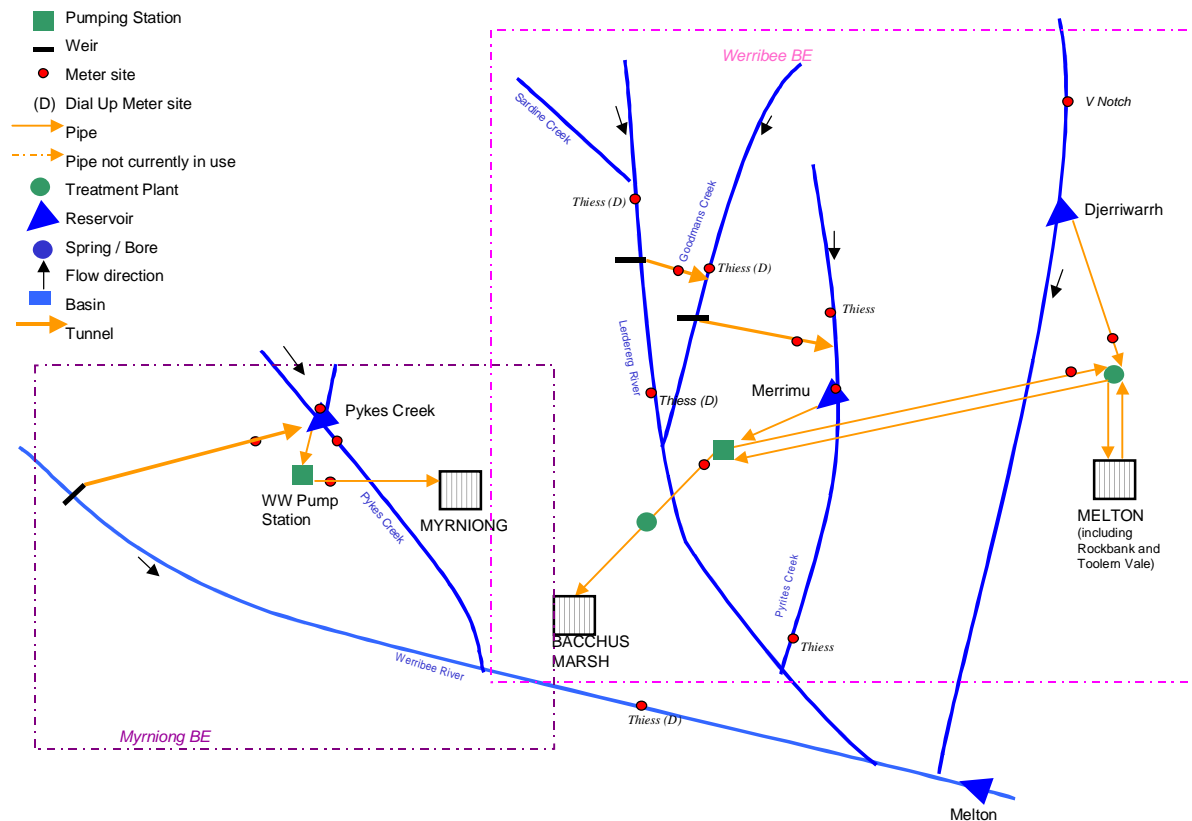 Pumping Station
Weir
Meter site
(D) Dial Up Meter site
Pipe
Pipe not currently in use
Treatment Plant
Reservoir
Spring / Bore
Flow direction
Basin
Tunnel
Werribee BE
Sardine Creek
V Notch
Thiess (D)
Goodmans Creek
Djerriwarrh
Thiess (D)
Thiess
Lerdererg River
Thiess (D)
Merrimu
Pykes Creek
WW Pump
Station
Pykes Creek
MYRNIONG
MELTON
(including
Rockbank and
Toolern Vale)
Pyrites Creek
BACCHUS
MARSH
Thiess
Werribee River
Thiess (D)
Myrniong BE
Melton